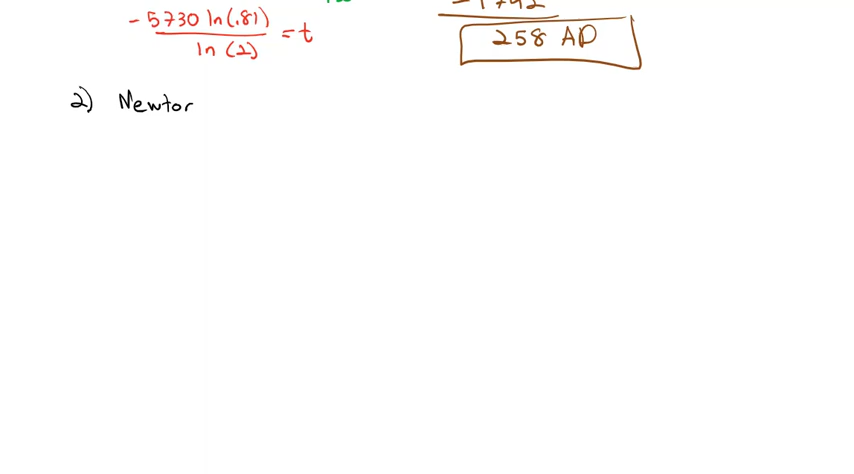 -5730 ln(.81)
ln(2)
= t
258 AD
2) Newtor